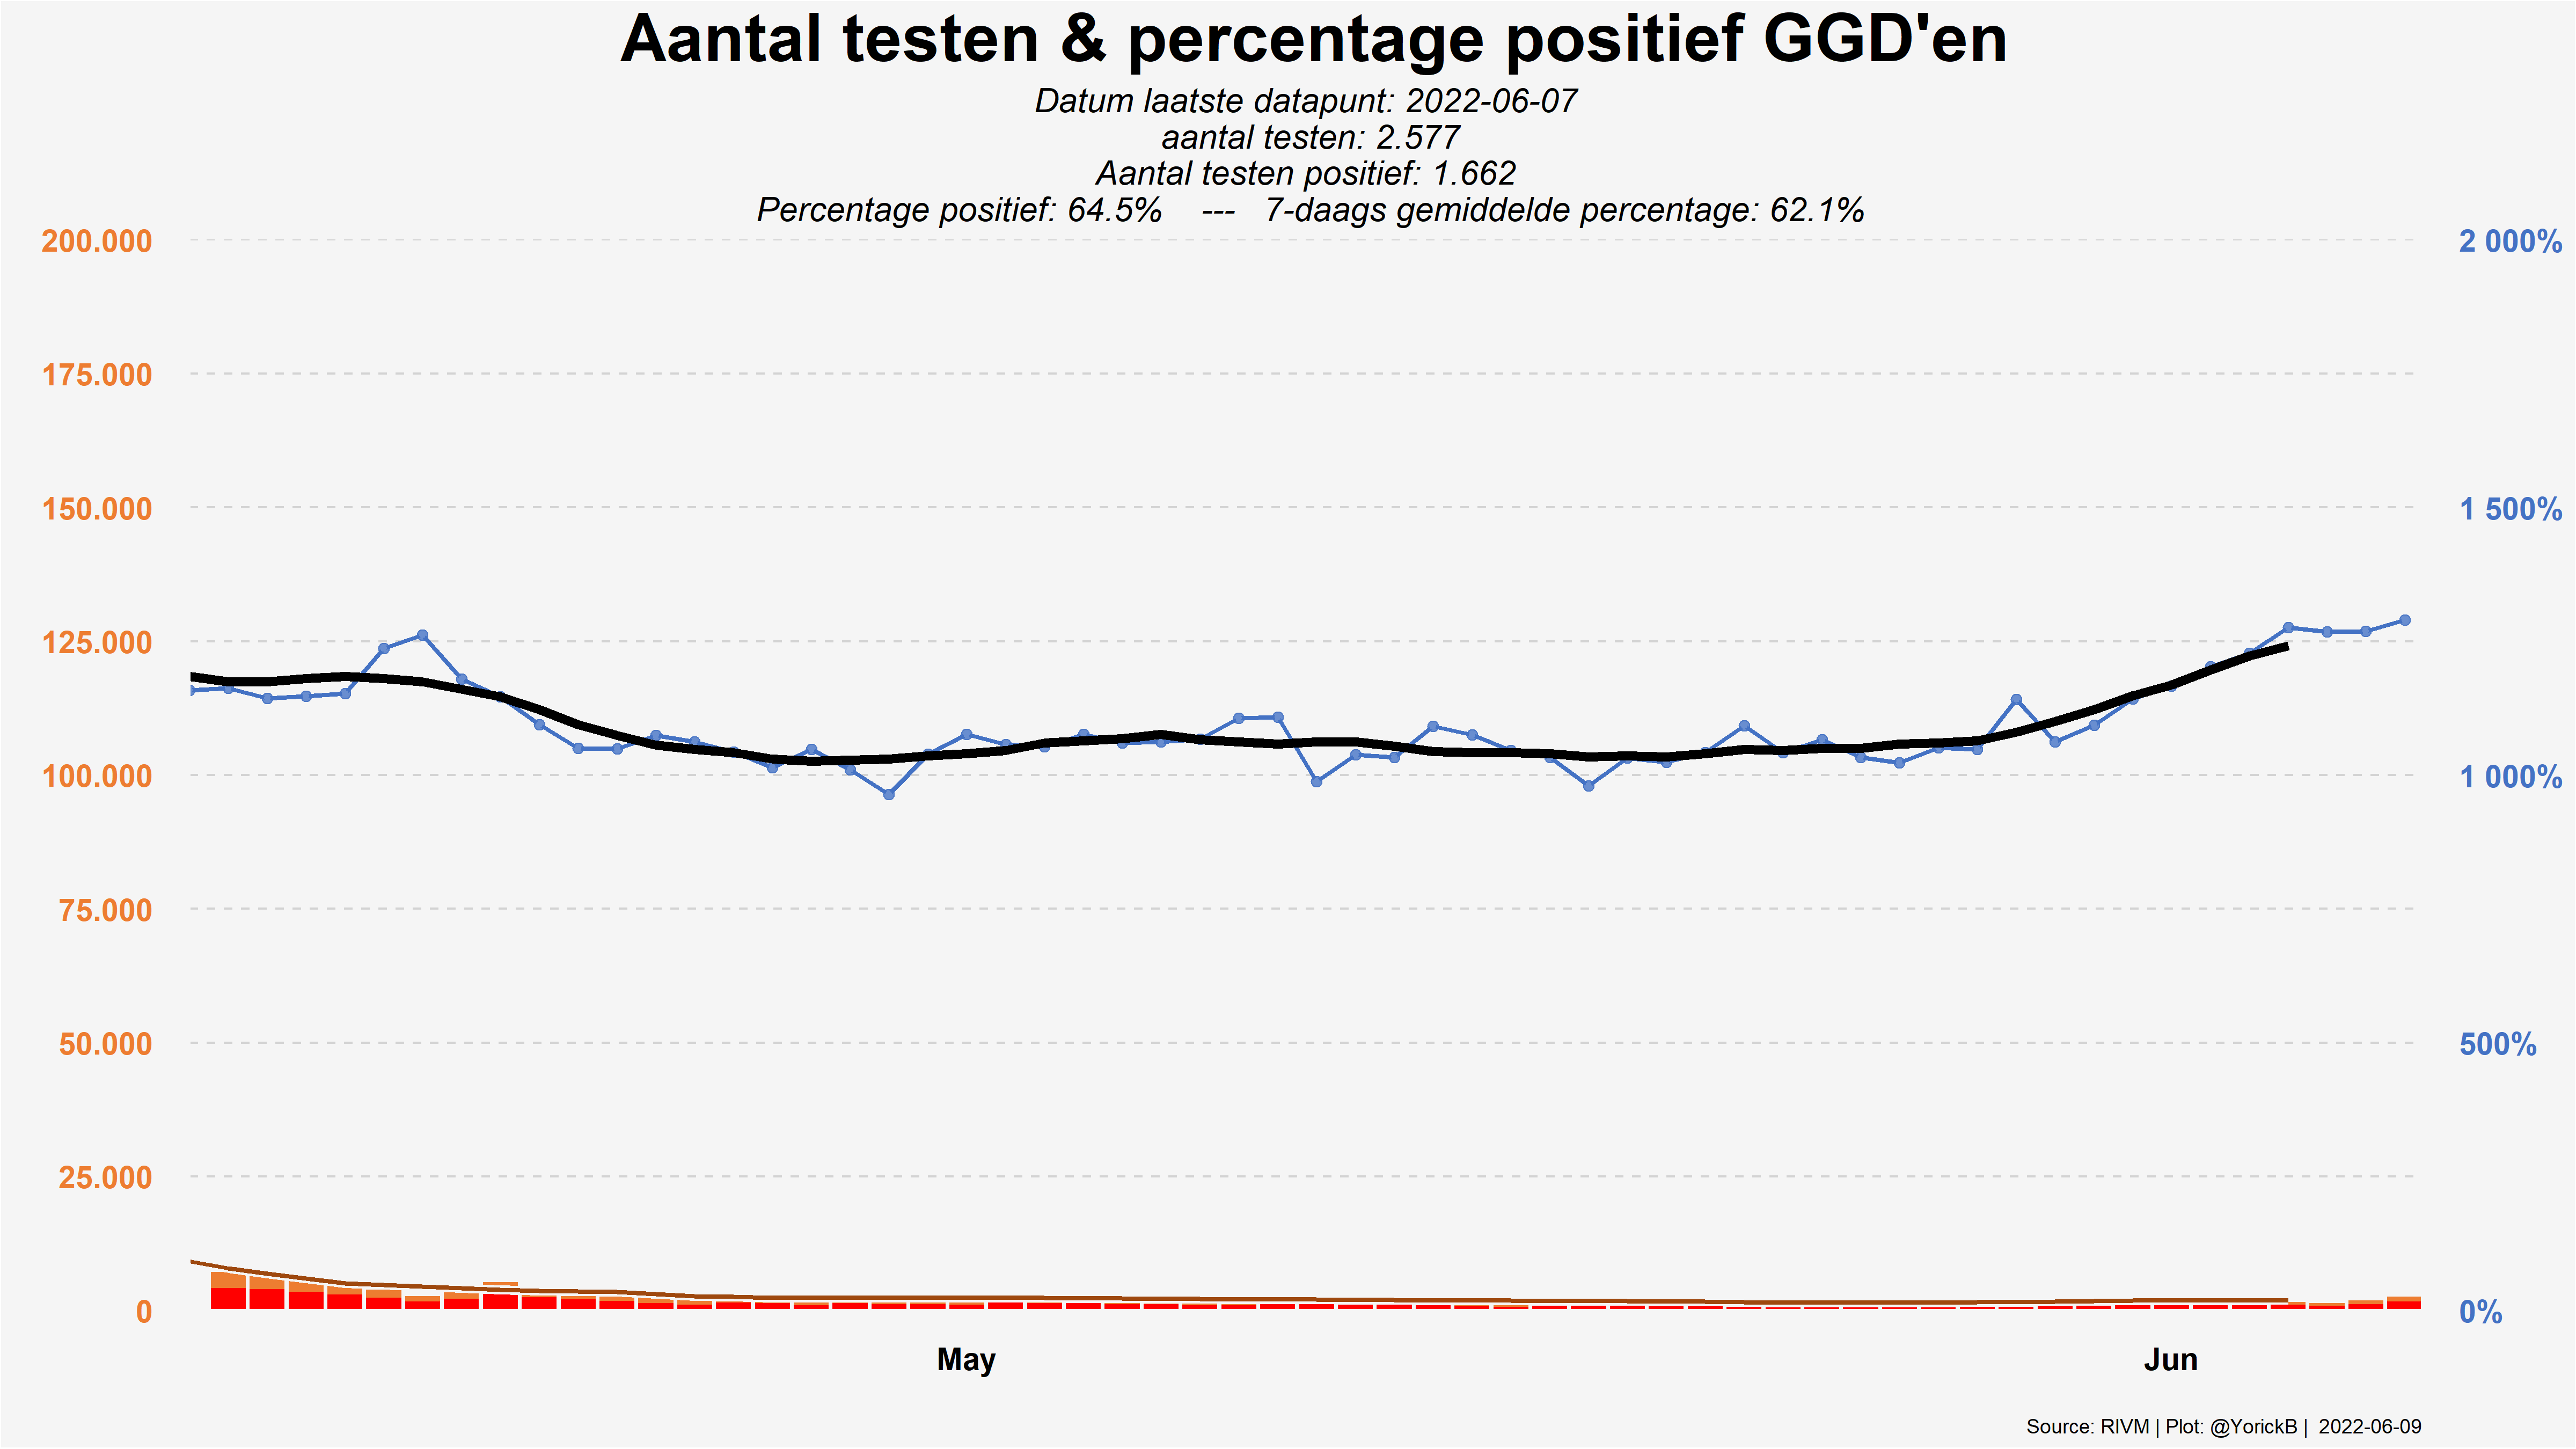 Aantal testen & percentage positief GGD'en
Datum laatste datapunt: 2022-06-07
aantal testen: 2.577
Aantal testen positief: 1.662
Percentage positief: 64.5% --- 7-daags gemiddelde percentage: 62.1%
200.000
2 000%
175.000
150.000
1 500%
125.000
100.000
1 000%
75.000
50.000
500%
25.000
0
0%
May
Jun
Source: RIVM | Plot: @YorickB | 2022-06-09